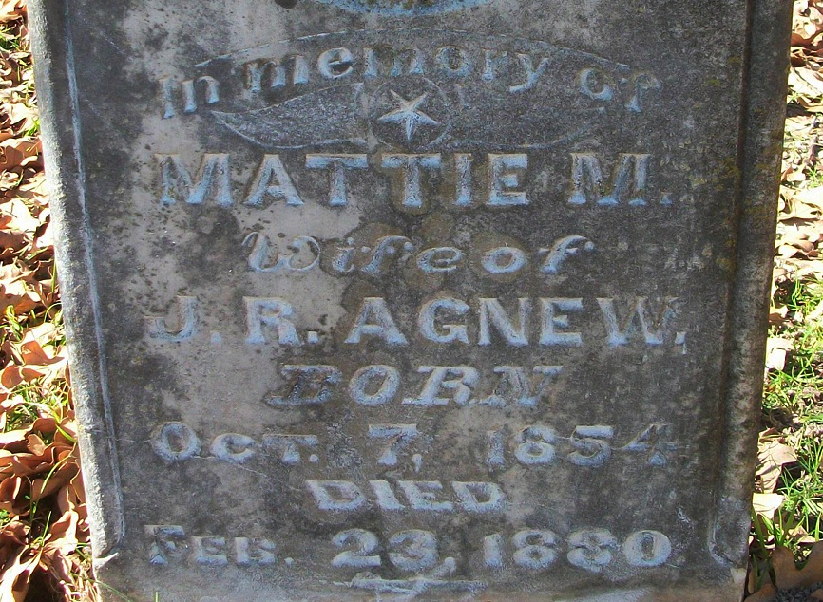 In memory of
MATTIE M.
Wife of
J. R. AGNEW.
BORN
OCT. 7, 1854
DIED
FEB. 23, 1880